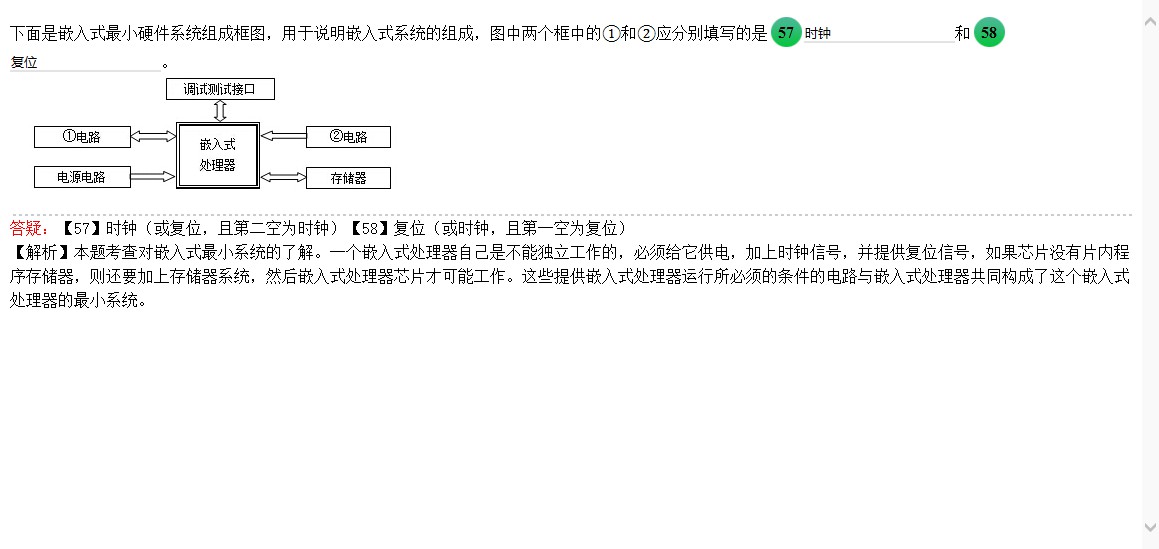 下面是嵌入式最小硬件系统组成框图，用于说明嵌入式系统的组成，图中两个框中的①和②应分别填写的是 57 时钟 和 58
复位 。
调试测试接口
①电路
嵌入式
处理器
②电路
电源电路
存储器
答疑：【57】时钟（或复位，且第二空为时钟）【58】复位（或时钟，且第一空为复位）
【解析】本题考查对嵌入式最小系统的了解。一个嵌入式处理器自己是不能独立工作的，必须给它供电，加上时钟信号，并提供复位信号，如果芯片没有片内程
序存储器，则还要加上存储器系统，然后嵌入式处理器芯片才可能工作。这些提供嵌入式处理器运行所必须的条件的电路与嵌入式处理器共同构成了这个嵌入式
处理器的最小系统。